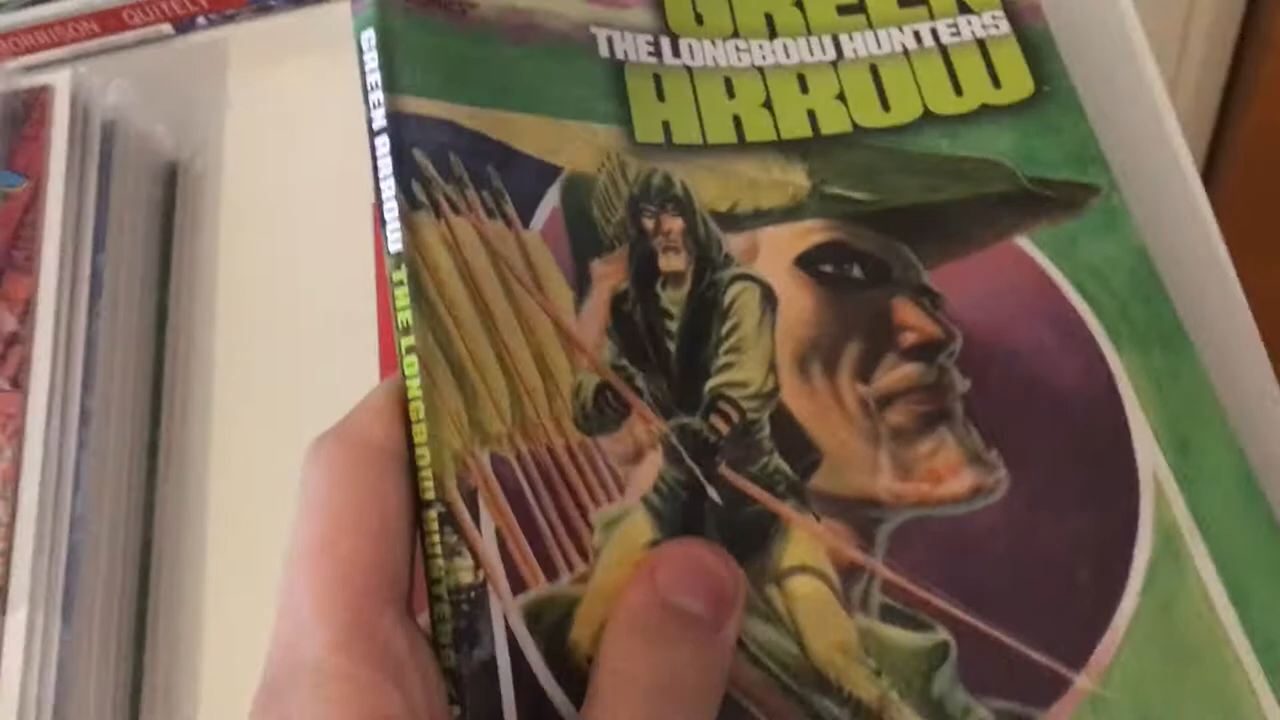 MORRISON QUITELY
GREEN
THE LONGBOW HUNTERS
ARROW
GREEN ARROW THE LONGBOW HUNTERS